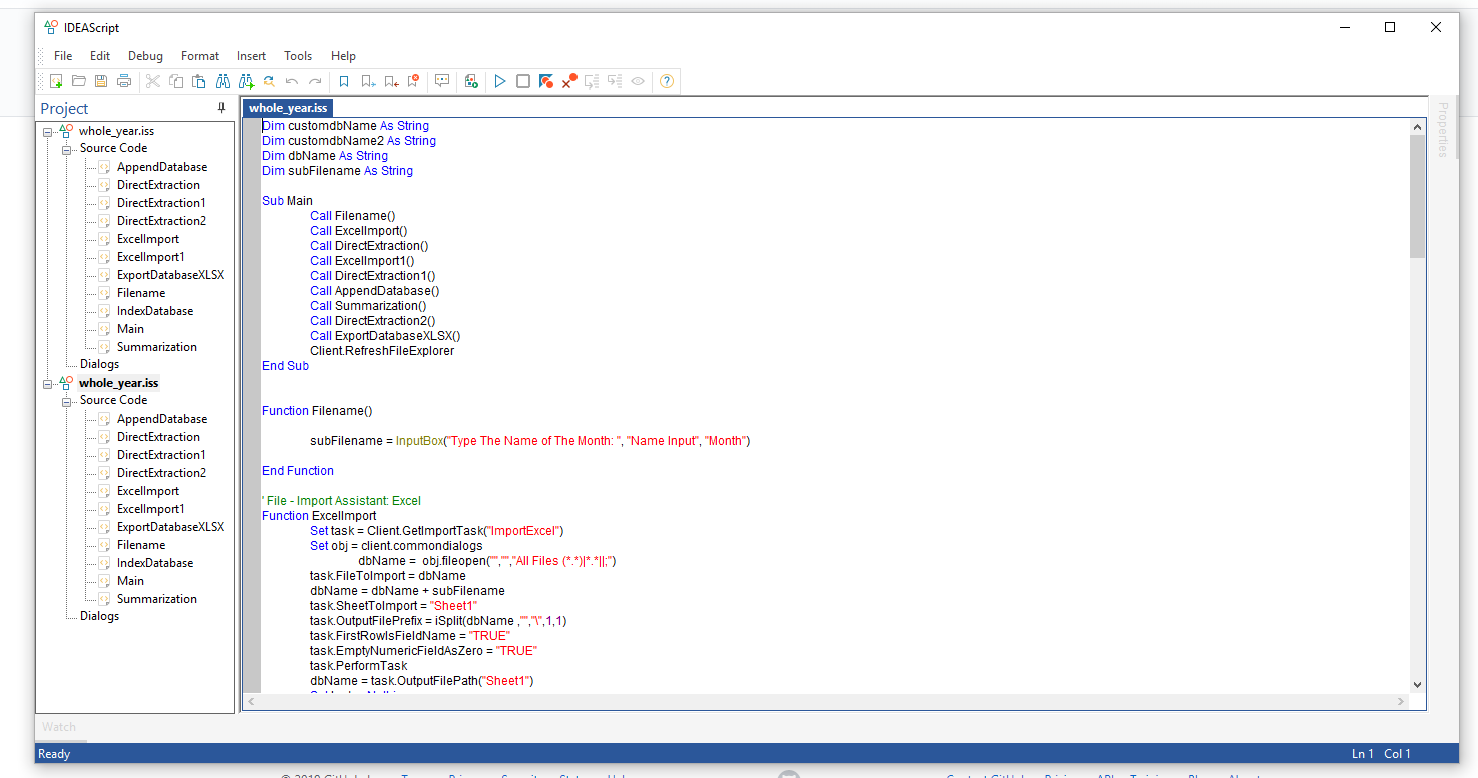 IDEAScript
File Edit Debug Format Insert Tools Help
Project
whole_year.iss
Source Code
AppendDatabase
DirectExtraction
DirectExtraction1
DirectExtraction2
ExcelImport
ExcelImport1
ExportDatabaseXLSX
Filename
IndexDatabase
Main
Summarization
Dialogs
whole_year.iss
Source Code
AppendDatabase
DirectExtraction
DirectExtraction1
DirectExtraction2
ExcelImport
ExcelImport1
ExportDatabaseXLSX
Filename
IndexDatabase
Main
Summarization
Dialogs
whole_year.iss
Dim customdbName As String
Dim customdbName2 As String
Dim dbName As String
Dim subFilename As String
Sub Main
Call Filename()
Call ExcelImport()
Call DirectExtraction()
Call ExcelImport1()
Call DirectExtraction1()
Call AppendDatabase()
Call Summarization()
Call DirectExtraction2()
Call ExportDatabaseXLSX()
Client.RefreshFileExplorer
End Sub
Function Filename()
subFilename = InputBox("Type The Name of The Month: ", "Name Input", "Month")
End Function
' File - Import Assistant: Excel
Function ExcelImport
Set task = Client.GetImportTask("ImportExcel")
Set obj = client.commondialogs
dbName =  obj.fileopen("","","All Files (*.*)|*.*||;")
task.FileToImport = dbName
dbName = dbName + subFilename
task.SheetToImport = "Sheet1"
task.OutputFilePrefix = iSplit(dbName ,"","\",1,1)
task.FirstRowIsFieldName = "TRUE"
task.EmptyNumericFieldAsZero = "TRUE"
task.PerformTask
dbName = task.OutputFilePath("Sheet1")
Properties
Watch
Ready
Ln 1 Col 1